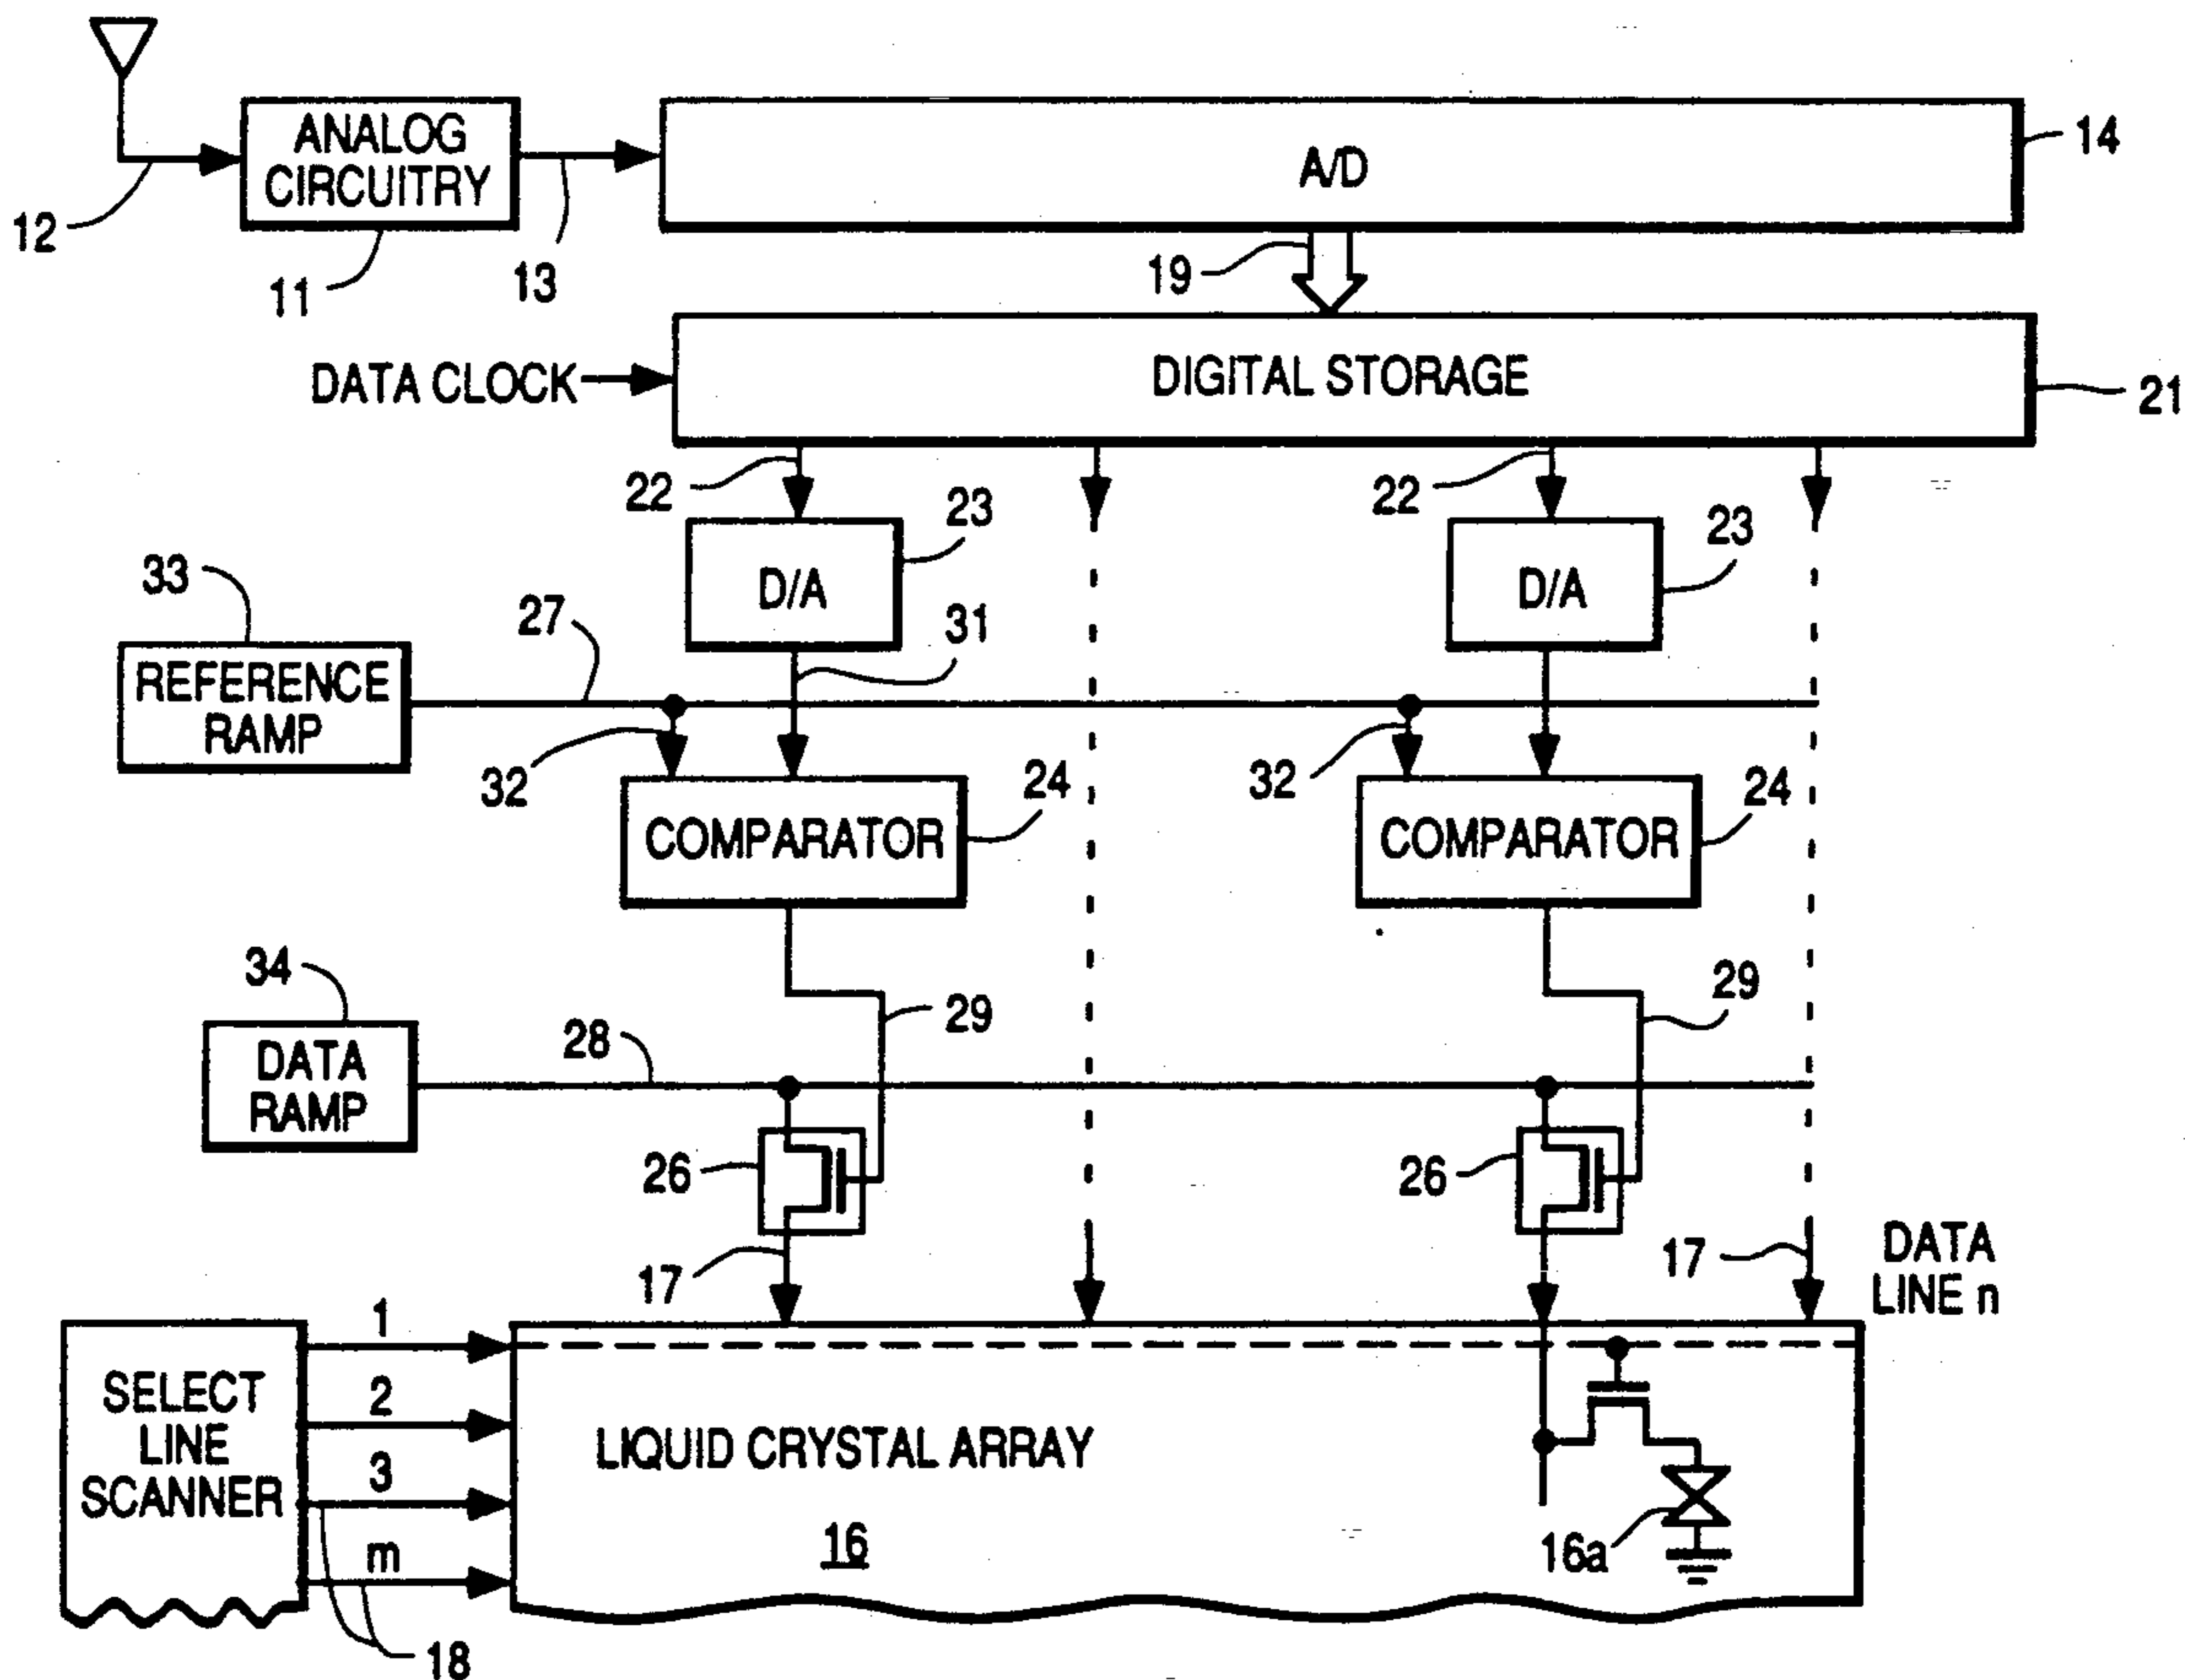 ANALOG
CIRCUITRY
A/D
14
12
11
13
19
DATA CLOCK
DIGITAL STORAGE
21
22
22
23
23
D/A
D/A
33
27
31
REFERENCE
RAMP
32
32
24
24
COMPARATOR
COMPARATOR
34
29
29
28
DATA
RAMP
26
26
17
17
DATA
LINE n
1
SELECT
LINE
SCANNER
2
3
m
LIQUID CRYSTAL ARRAY
16
16a
18